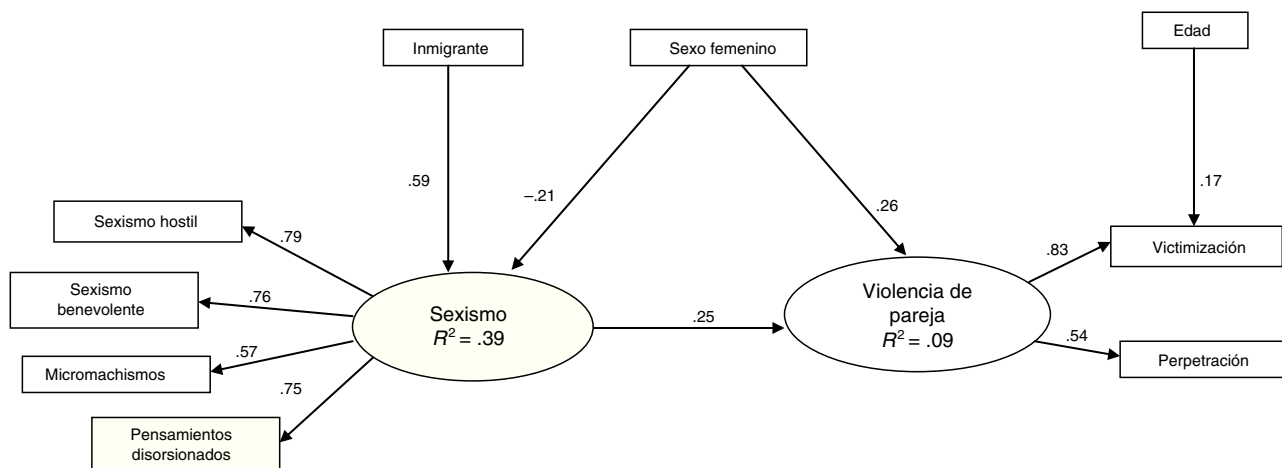 Inmigrante
Sexo femenino
Edad
.59
–.21
.26
.17
Sexismo hostil
.79
Sexismo
benevolente
.76
Micromachismos
.57
Pensamientos
disorsionados
.75
Sexismo
R² = .39
.25
Violencia de
pareja
R² = .09
.83
Victimización
.54
Perpetración